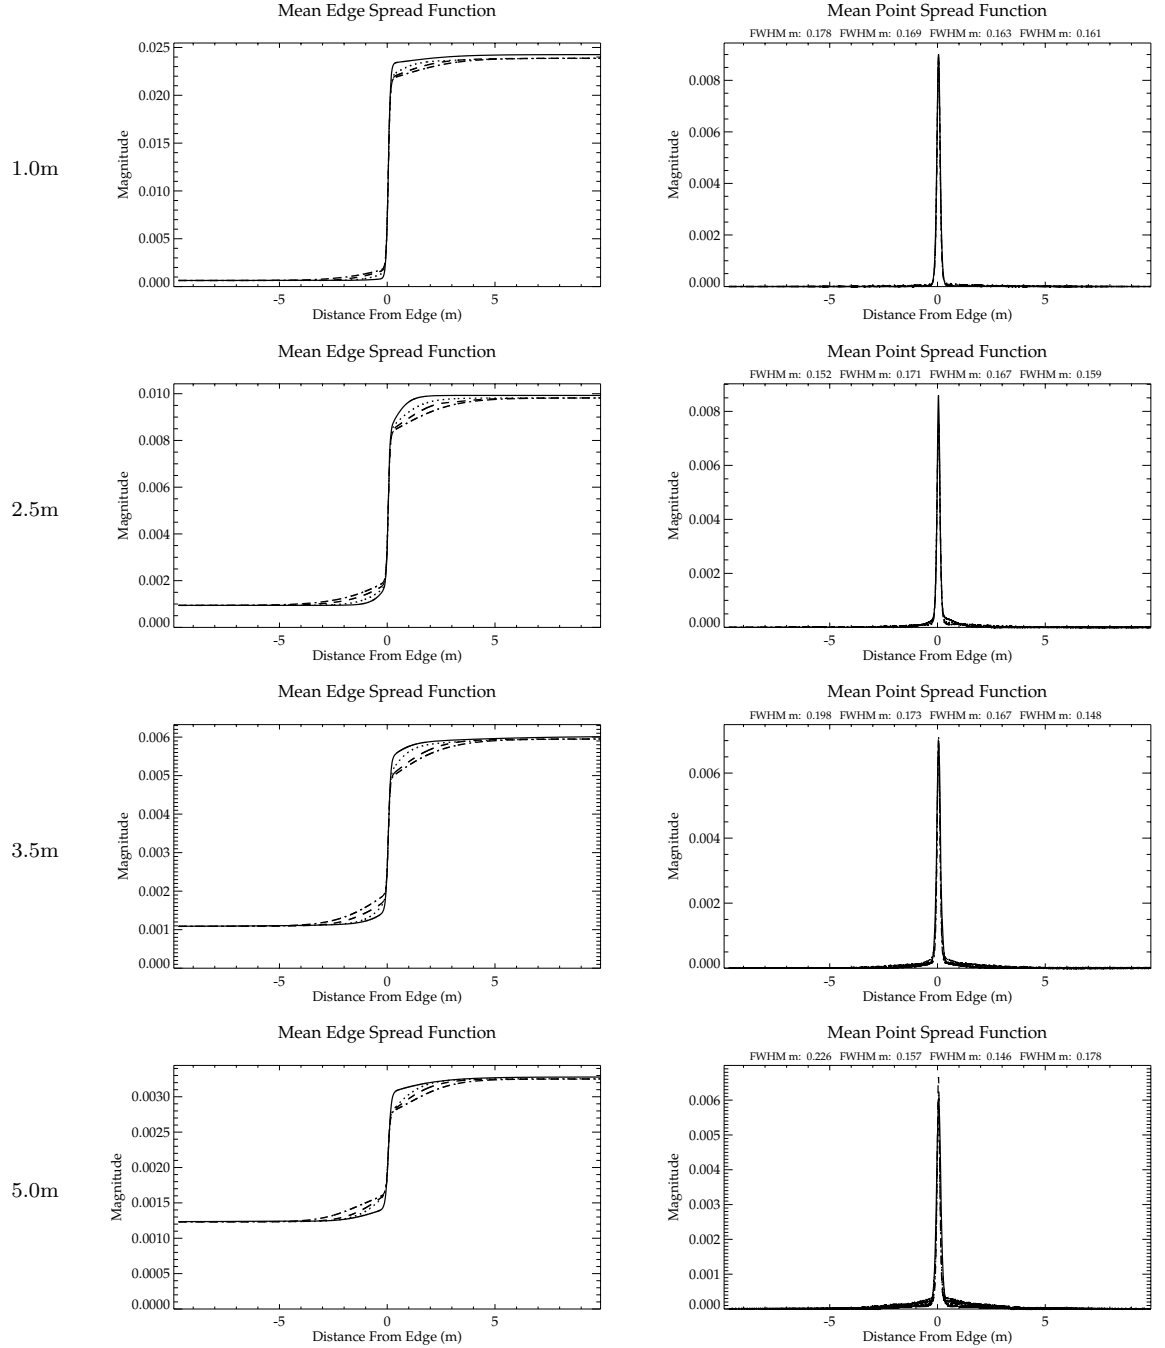 Mean Edge Spread Function
Mean Point Spread Function
FWHM m: 0.178 FWHM m: 0.169 FWHM m: 0.163 FWHM m: 0.161
1.0m
Magnitude
0.025
0.020
0.015
0.010
0.005
0.000
-5 0 5
Distance From Edge (m)
Magnitude
0.008
0.006
0.004
0.002
0.000
-5 0 5
Distance From Edge (m)
Mean Edge Spread Function
Mean Point Spread Function
FWHM m: 0.152 FWHM m: 0.171 FWHM m: 0.167 FWHM m: 0.159
2.5m
Magnitude
0.010
0.008
0.006
0.004
0.002
0.000
-5 0 5
Distance From Edge (m)
Magnitude
0.008
0.006
0.004
0.002
0.000
-5 0 5
Distance From Edge (m)
Mean Edge Spread Function
Mean Point Spread Function
FWHM m: 0.198 FWHM m: 0.173 FWHM m: 0.167 FWHM m: 0.148
3.5m
Magnitude
0.006
0.005
0.004
0.003
0.002
0.001
0.000
-5 0 5
Distance From Edge (m)
Magnitude
0.006
0.004
0.002
0.000
-5 0 5
Distance From Edge (m)
Mean Edge Spread Function
Mean Point Spread Function
FWHM m: 0.226 FWHM m: 0.157 FWHM m: 0.146 FWHM m: 0.178
5.0m
Magnitude
0.0030
0.0025
0.0020
0.0015
0.0010
0.0005
0.0000
-5 0 5
Distance From Edge (m)
Magnitude
0.006
0.005
0.004
0.003
0.002
0.001
0.000
-5 0 5
Distance From Edge (m)